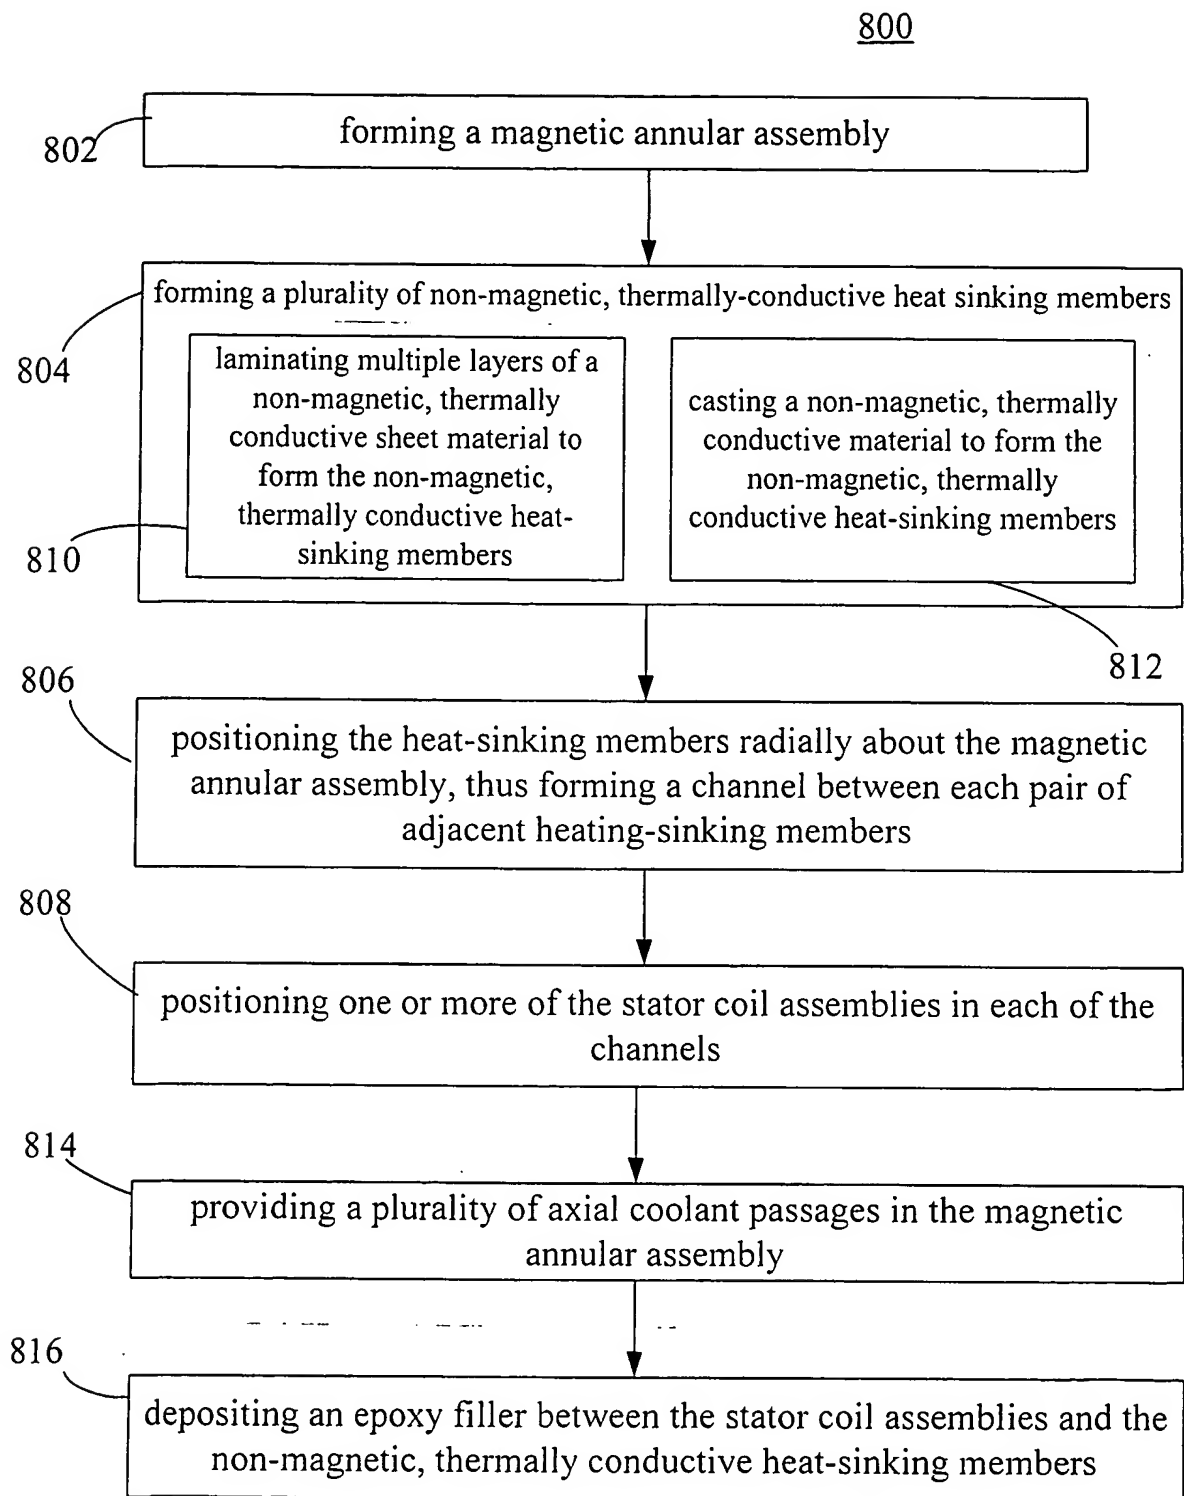 800
802
forming a magnetic annular assembly
804
forming a plurality of non-magnetic, thermally-conductive heat sinking members
810
laminating multiple layers of a
non-magnetic, thermally
conductive sheet material to
form the non-magnetic,
thermally conductive heat-
sinking members
casting a non-magnetic, thermally
conductive material to form the
non-magnetic, thermally
conductive heat-sinking members
812
806
positioning the heat-sinking members radially about the magnetic
annular assembly, thus forming a channel between each pair of
adjacent heating-sinking members
808
positioning one or more of the stator coil assemblies in each of the
channels
814
providing a plurality of axial coolant passages in the magnetic
annular assembly
816
depositing an epoxy filler between the stator coil assemblies and the
non-magnetic, thermally conductive heat-sinking members